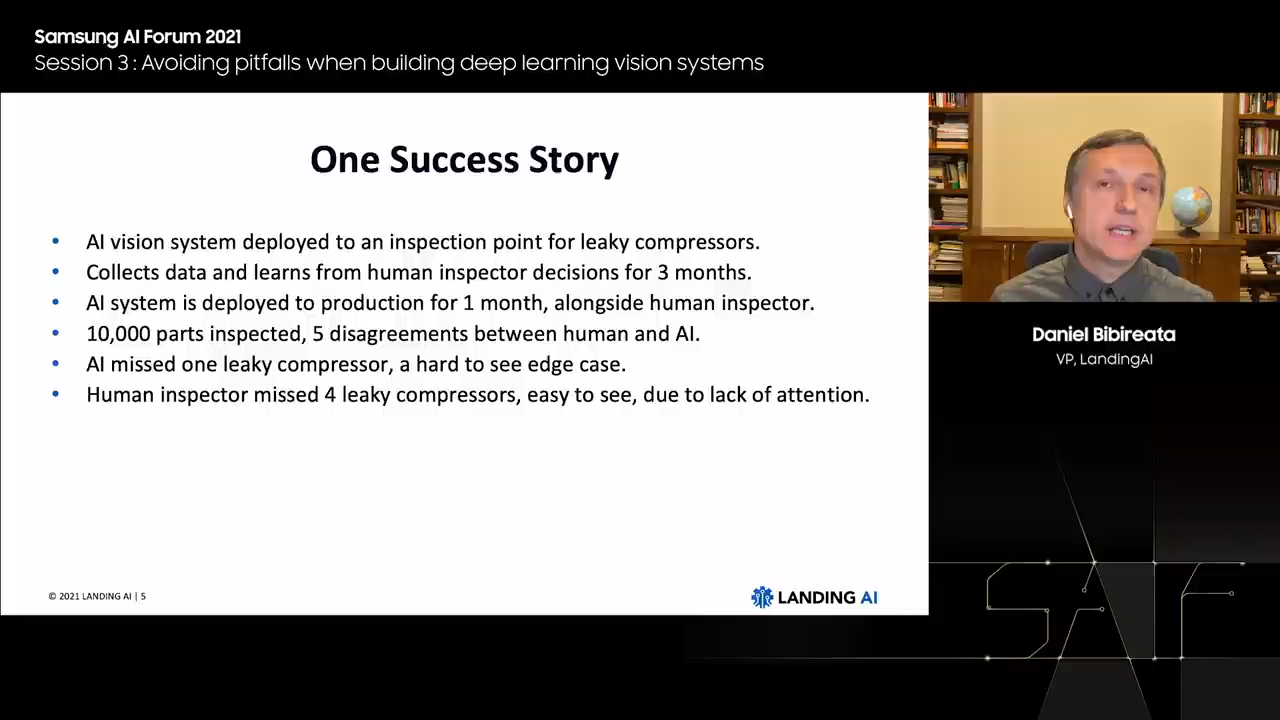 Samsung AI Forum 2021
Session 3 : Avoiding pitfalls when building deep learning vision systems
One Success Story
• AI vision system deployed to an inspection point for leaky compressors.
• Collects data and learns from human inspector decisions for 3 months.
• AI system is deployed to production for 1 month, alongside human inspector.
• 10,000 parts inspected, 5 disagreements between human and AI.
• AI missed one leaky compressor, a hard to see edge case.
• Human inspector missed 4 leaky compressors, easy to see, due to lack of attention.
© 2021 LANDING AI | 5
LANDING AI
Daniel Bibireata
VP, LandingAI
SAIF